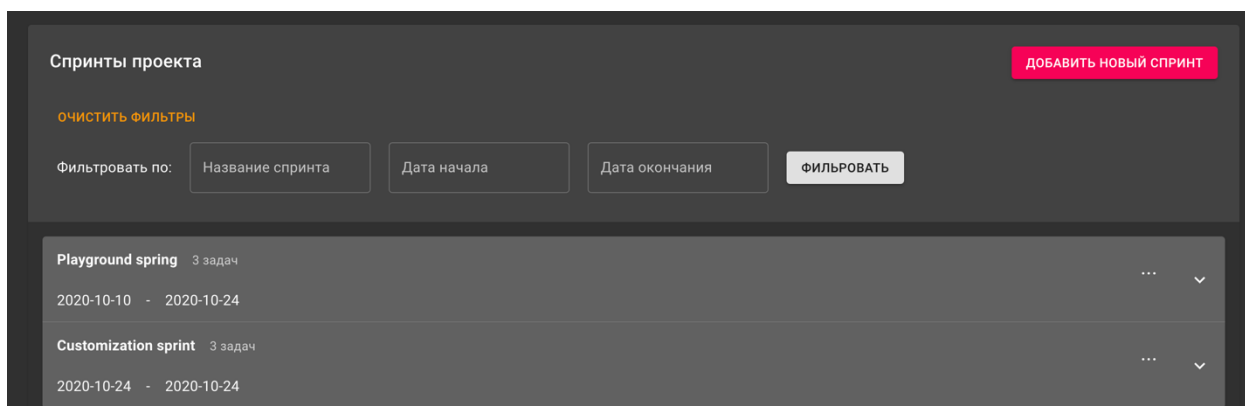 Спринты проекта
ДОБАВИТЬ НОВЫЙ СПРИНТ
ОЧИСТИТЬ ФИЛЬТРЫ
Фильтровать по: Название спринта Дата начала Дата окончания ФИЛЬРОВАТЬ
Playground spring 3 задач
...
2020-10-10 - 2020-10-24
Customization sprint 3 задач
...
2020-10-24 - 2020-10-24